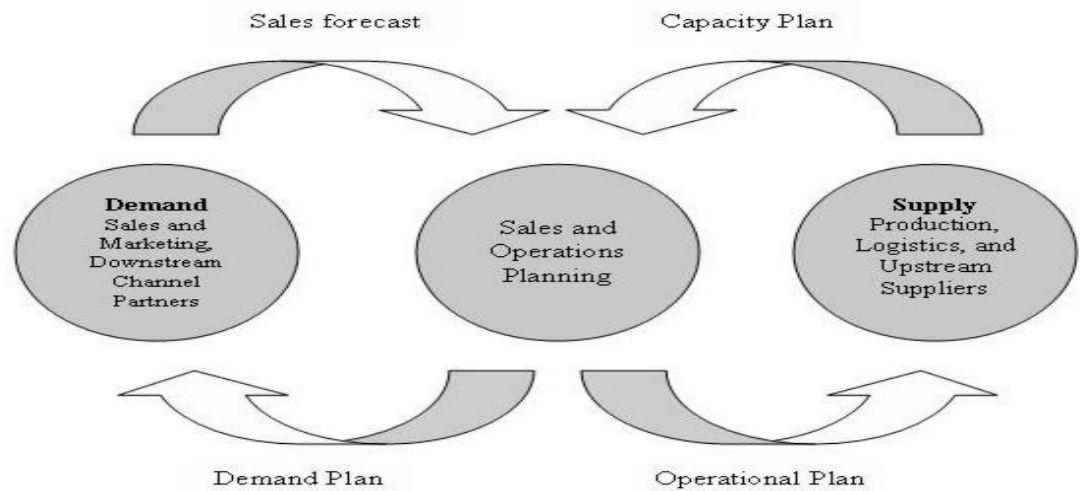 Sales forecast
Capacity Plan
Demand
Sales and
Marketing,
Downstream
Channel
Partners
Sales and
Operations
Planning
Supply
Production,
Logistics, and
Upstream
Suppliers
Demand Plan
Operational Plan